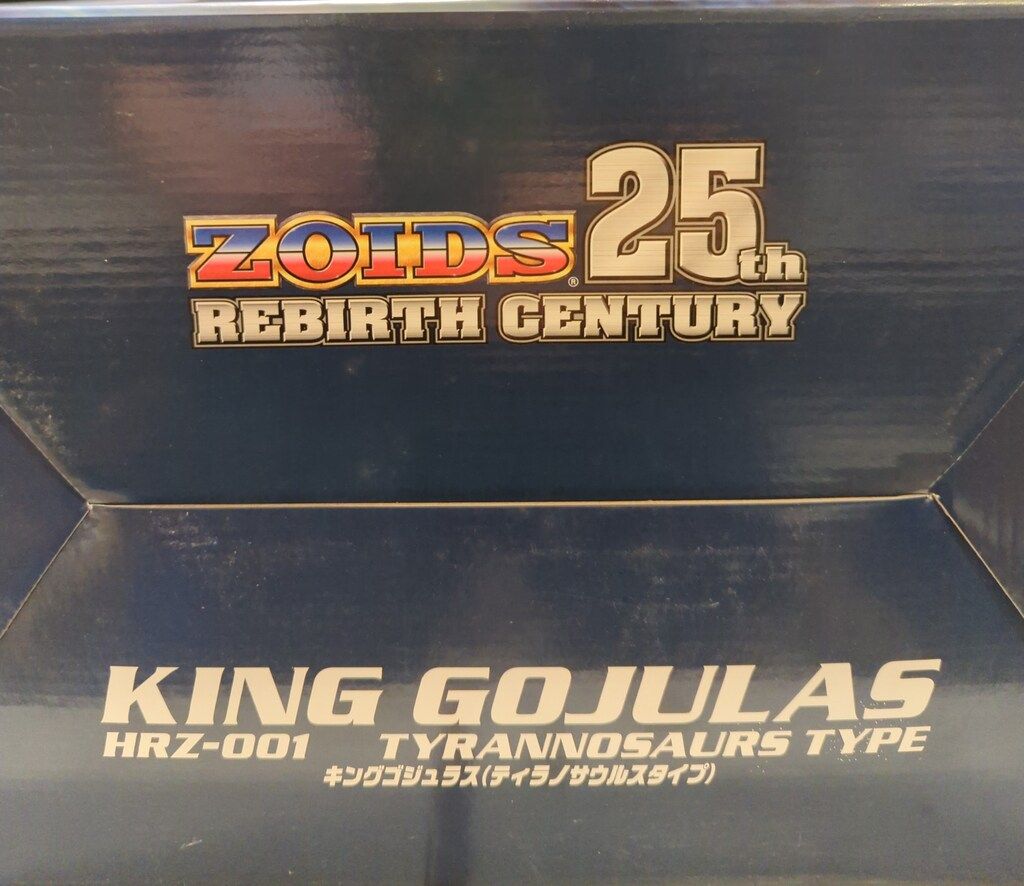 ZOIDS® 25th
REBIRTH CENTURY
KING GOJULAS
HRZ-001 TYRANNOSAURS TYPE
キングゴジュラス(ティラノサウルスタイプ)